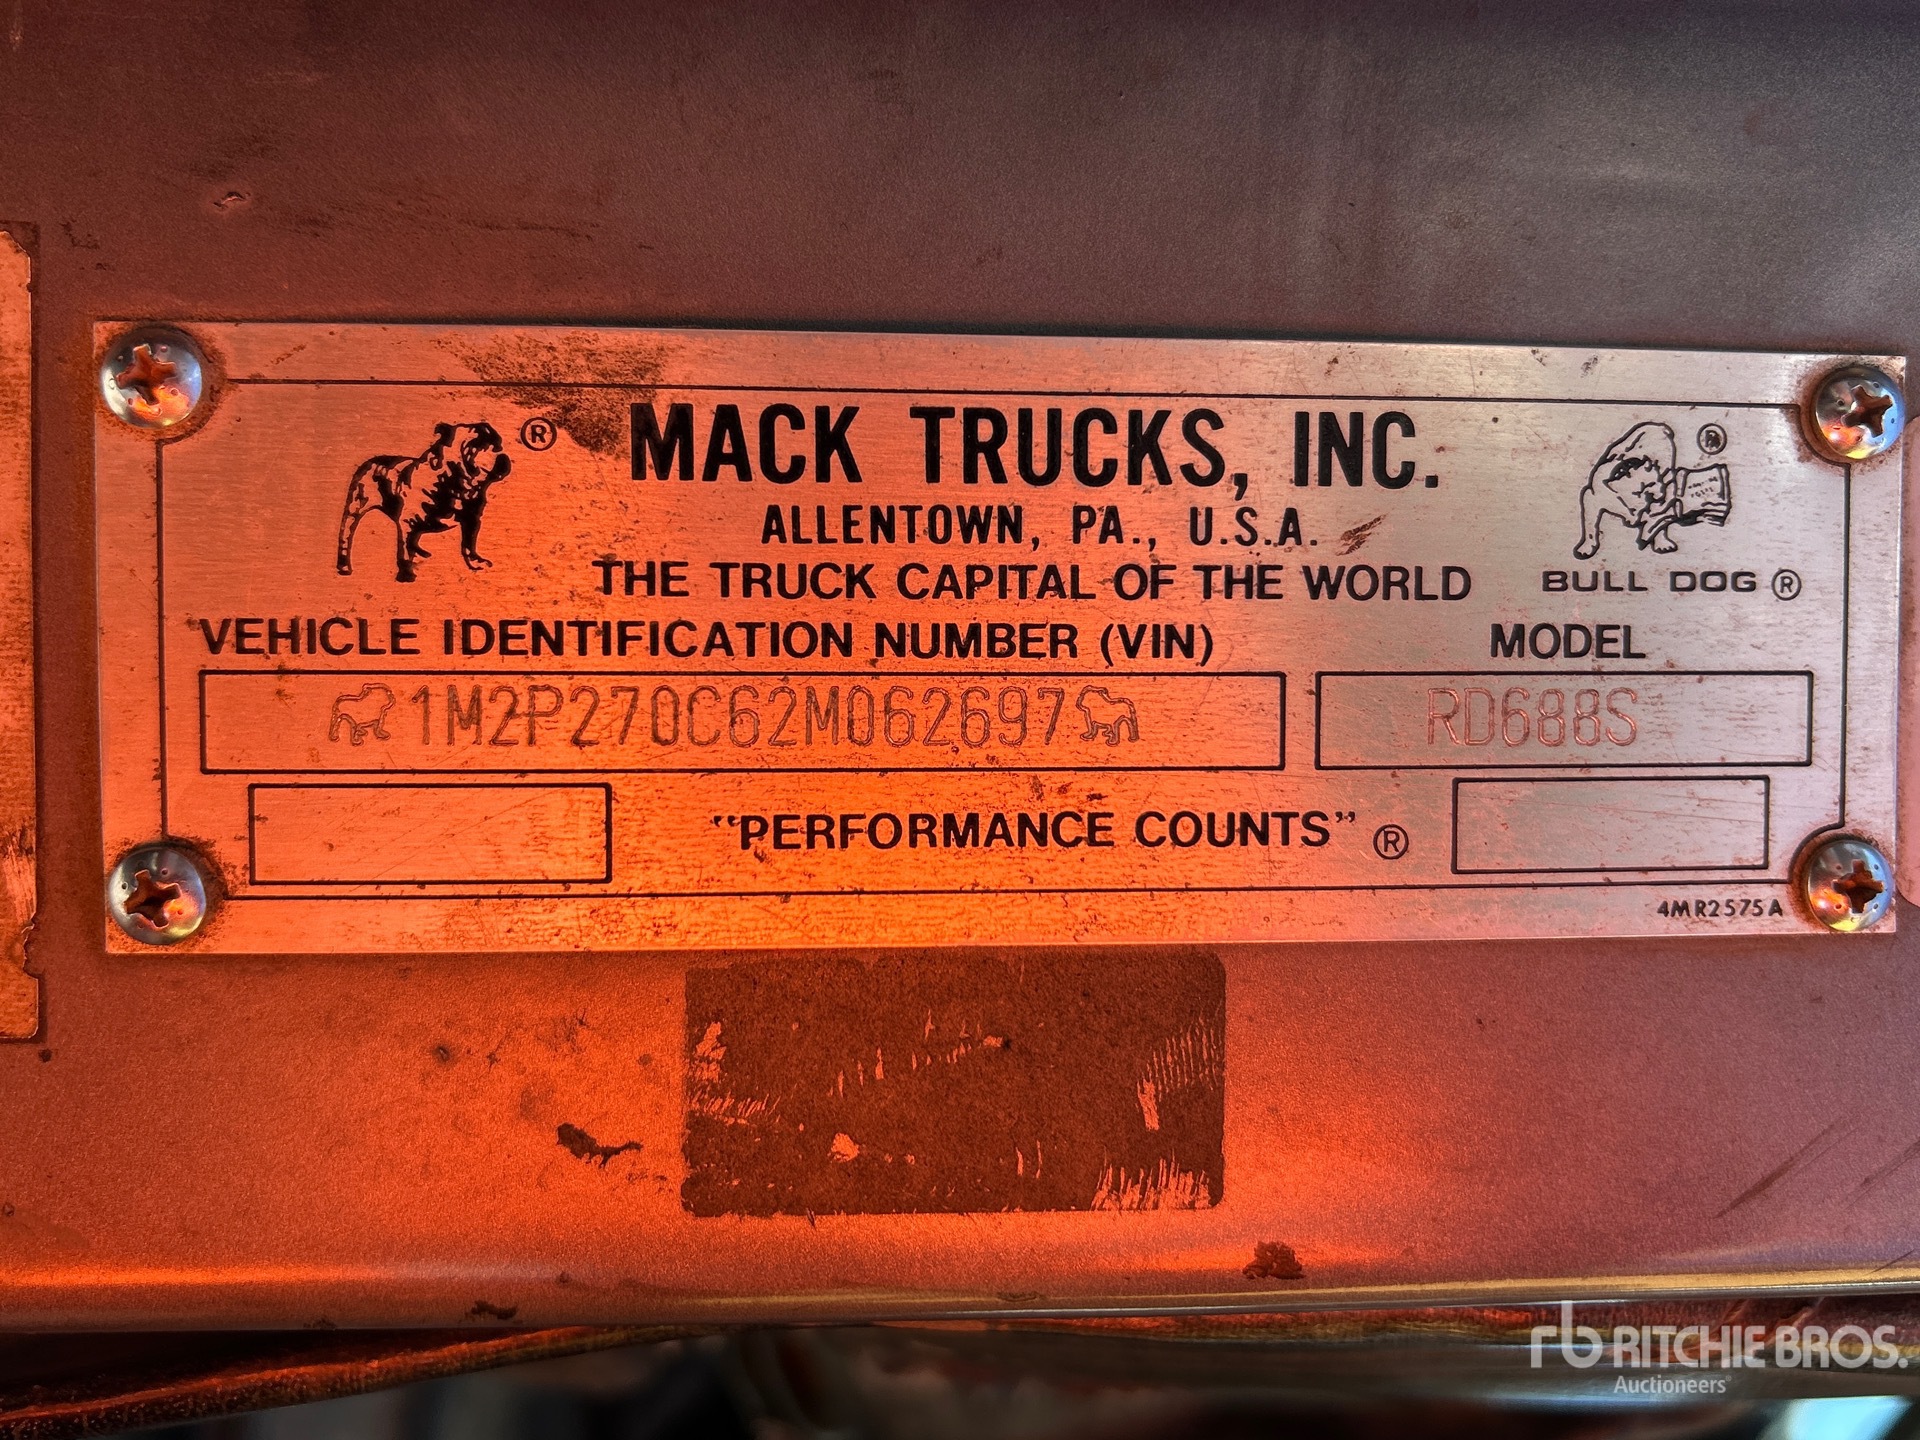 ®
MACK TRUCKS, INC.
®
ALLENTOWN, PA., U.S.A.
THE TRUCK CAPITAL OF THE WORLD
BULL DOG ®
VEHICLE IDENTIFICATION NUMBER (VIN)
MODEL
1M2P270C62M062697
RD688S
"PERFORMANCE COUNTS" ®
4MR2575A
rb RITCHIE BROS.
Auctioneers